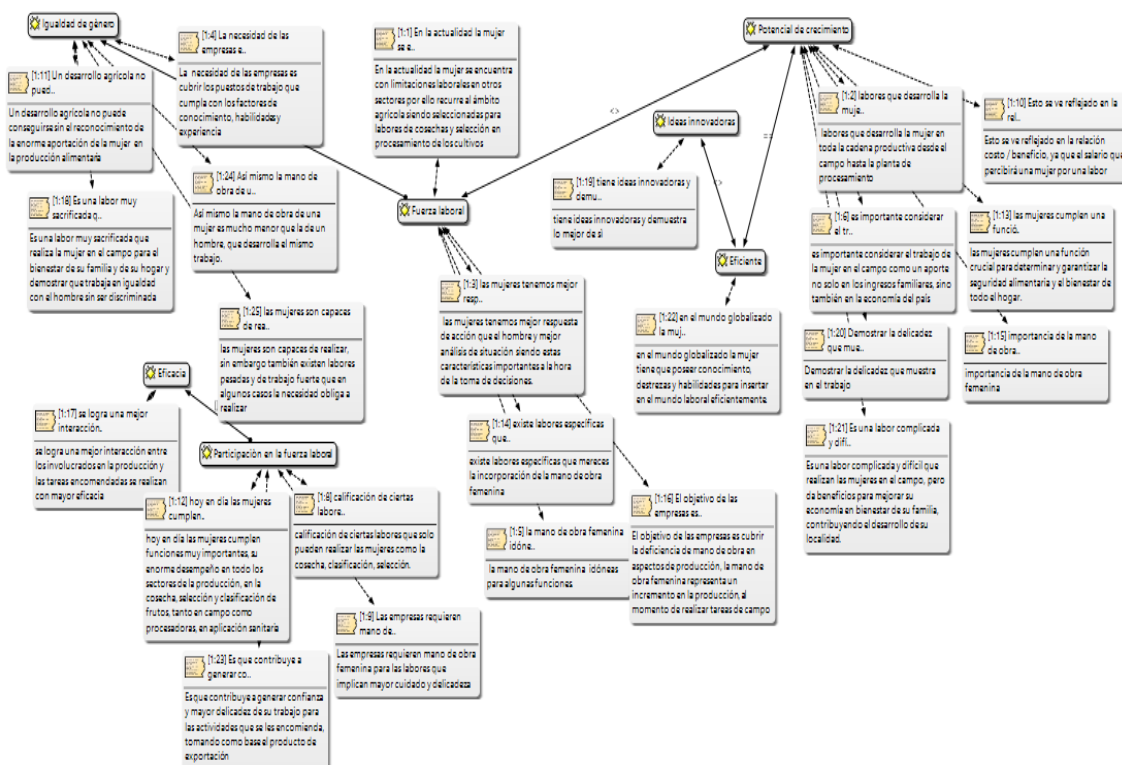 Igualdad de género
[1:4] La necesidad de las
empresas e..
La necesidad de las empresas es
cubrir los puestos de trabajo que
cumpla con los factores de
conocimiento, habilidades y
experiencia
[1:1] En la actualidad la mujer
se e..
En la actualidad la mujer se encuentra
con limitaciones laborales en otros
sectores por ello recurre al ámbito
agrícola siendo seleccionadas para
labores de cosechas y selección en
procesamiento de los cultivos
Potencial de crecimiento
[1:11] Un desarrollo agrícola no
pued..
Un desarrollo agrícola no puede
conseguirse sin el reconocimiento de
la enorme aportación de la mujer en
la producción alimentaria
[1:2] labores que desarrolla la
muje..
labores que desarrolla la mujer en
toda la cadena productiva desde el
campo hasta la planta de
procesamiento
[1:10] Esto se ve reflejado en la
rel..
Esto se ve reflejado en la relación
costo / beneficio, ya que el salario que
percibirá una mujer por una labor
<>
Ideas innovadoras
==
>
[1:24] Así mismo la mano de
obra de u..
Así mismo la mano de obra de una
mujer es mucho menor que la de un
hombre, que desarrolla el mismo
trabajo.
[1:19] tiene ideas innovadoras y
demu..
tiene ideas innovadoras y demuestra
lo mejor de sì
[1:18] Es una labor muy
sacrificada q..
Es una labor muy sacrificada que
realiza la mujer en el campo para el
bienestar de su familia y de su hogar y
demostrar que trabaja en igualdad
con el hombre sin ser discriminada
Fuerza laboral
[1:6] es importante considerar
el tr..
es importante considerar el trabajo de
la mujer en el campo como un aporte
no solo en los ingresos familiares, sino
también en la economía del país
[1:13] las mujeres cumplen una
funció.
las mujeres cumplen una función
crucial para determinar y garantizar la
seguridad alimentaria y el bienestar
de todo el hogar.
Eficiente
[1:3] las mujeres tenemos mejor
resp..
las mujeres tenemos mejor respuesta
de acción que el hombre y mejor
análisis de situación siendo estas
características importantes a la hora
de la toma de decisiones.
[1:25] las mujeres son capaces
de rea..
las mujeres son capaces de realizar,
sin embargo también existen labores
pesadas y de trabajo fuerte que en
algunos casos la necesidad obliga a
realizar
[1:22] en el mundo globalizado
la muj..
en el mundo globalizado la mujer
tiene que poseer conocimiento,
destrezas y habilidades para insertar
en el mundo laboral eficientemente.
[1:20] Demostrar la delicadez
que mue..
Demostrar la delicadez que muestra
en el trabajo
[1:15] importancia de la mano
de obra..
importancia de la mano de obra
femenina
Eficacia
[1:17] se logra una mejor
interacción.
se logra una mejor interacción entre
los involucrados en la producción y
las tareas encomendadas se realizan
con mayor eficacia
[1:14] existe labores específicas
que..
existe labores específicas que mereces
la incorporación de la mano de obra
femenina
[1:21] Es una labor complicada
y difí..
Es una labor complicada y difícil que
realizan las mujeres en el campo, pero
da beneficios para mejorar su
economía en bienestar de su familia,
contribuyendo el desarrollo de su
localidad.
Participación en la fuerza laboral
[1:12] hoy en día las mujeres
cumplen..
hoy en día las mujeres cumplen
funciones muy importantes, su
enorme desempeño en todo los
sectores de la producción, en la
cosecha, selección y clasificación de
frutos, tanto en campo como
procesadoras, en aplicación sanitaria
[1:8] calificación de ciertas
labore..
calificación de ciertas labores que solo
pueden realizar las mujeres como la
cosecha, clasificación, selección.
[1:16] El objetivo de las
empresas es..
El objetivo de las empresas es cubrir
la deficiencia de mano de obra en
aspectos de producción, la mano de
obra femenina representa un
incremento en la producción, al
momento de realizar tareas de campo
[1:5] la mano de obra femenina
idóne..
la mano de obra femenina idóneas
para algunas funciones
[1:9] Las empresas requieren
mano de..
Las empresas requieren mano de obra
femenina para las labores que
implican mayor cuidado y delicadeza
[1:23] Es que contribuye a
generar co..
Es que contribuye a generar confianza
y mayor delicadez de su trabajo para
las actividades que se les encomienda,
tomando como base el producto de
exportación